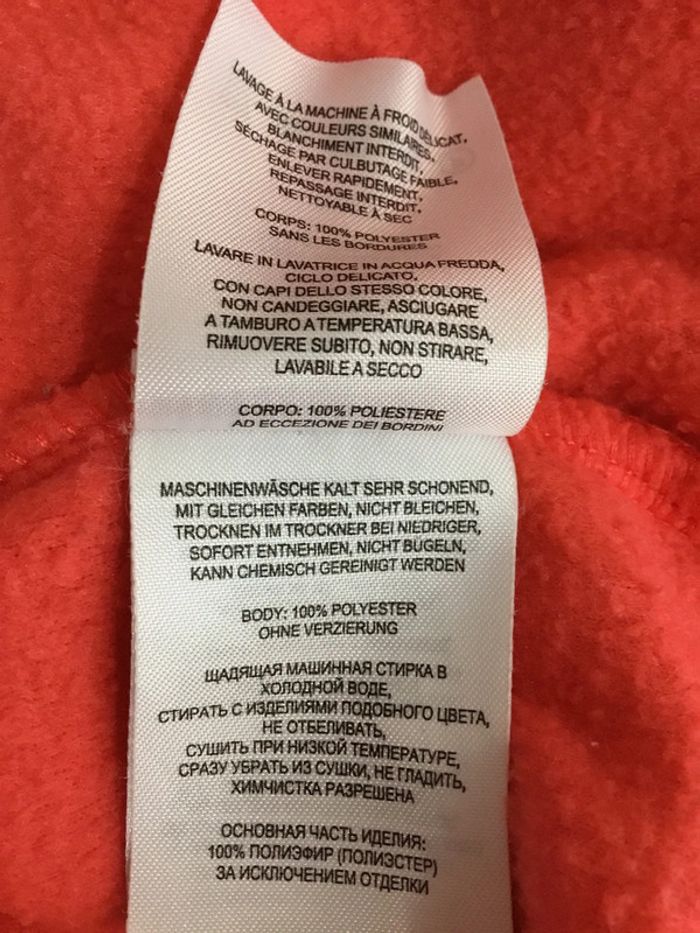 LAVAGE À LA MACHINE À FROID DÉLICAT,
AVEC COULEURS SIMILAIRES,
BLANCHIMENT INTERDIT,
SÉCHAGE PAR CULBUTAGE FAIBLE,
ENLEVER RAPIDEMENT,
REPASSAGE INTERDIT,
NETTOYABLE À SEC
CORPS: 100% POLYESTER
SANS LES BORDURES
LAVARE IN LAVATRICE IN ACQUA FREDDA,
CICLO DELICATO,
CON CAPI DELLO STESSO COLORE,
NON CANDEGGIARE, ASCIUGARE
A TAMBURO A TEMPERATURA BASSA,
RIMUOVERE SUBITO, NON STIRARE,
LAVABILE A SECCO
CORPO: 100% POLIESTERE
AD ECCEZIONE DEI BORDINI
MASCHINENWÄSCHE KALT SEHR SCHONEND,
MIT GLEICHEN FARBEN, NICHT BLEICHEN,
TROCKNEN IM TROCKNER BEI NIEDRIGER,
SOFORT ENTNEHMEN, NICHT BÜGELN,
KANN CHEMISCH GEREINIGT WERDEN
BODY: 100% POLYESTER
OHNE VERZIERUNG
ЩАДЯЩАЯ МАШИННАЯ СТИРКА В
ХОЛОДНОЙ ВОДЕ,
СТИРАТЬ С ИЗДЕЛИЯМИ ПОДОБНОГО ЦВЕТА,
НЕ ОТБЕЛИВАТЬ,
СУШИТЬ ПРИ НИЗКОЙ ТЕМПЕРАТУРЕ,
СРАЗУ УБРАТЬ ИЗ СУШКИ, НЕ ГЛАДИТЬ,
ХИМЧИСТКА РАЗРЕШЕНА
ОСНОВНАЯ ЧАСТЬ ИЗДЕЛИЯ:
100% ПОЛИЭФИР (ПОЛИЭСТЕР)
ЗА ИСКЛЮЧЕНИЕМ ОТДЕЛКИ